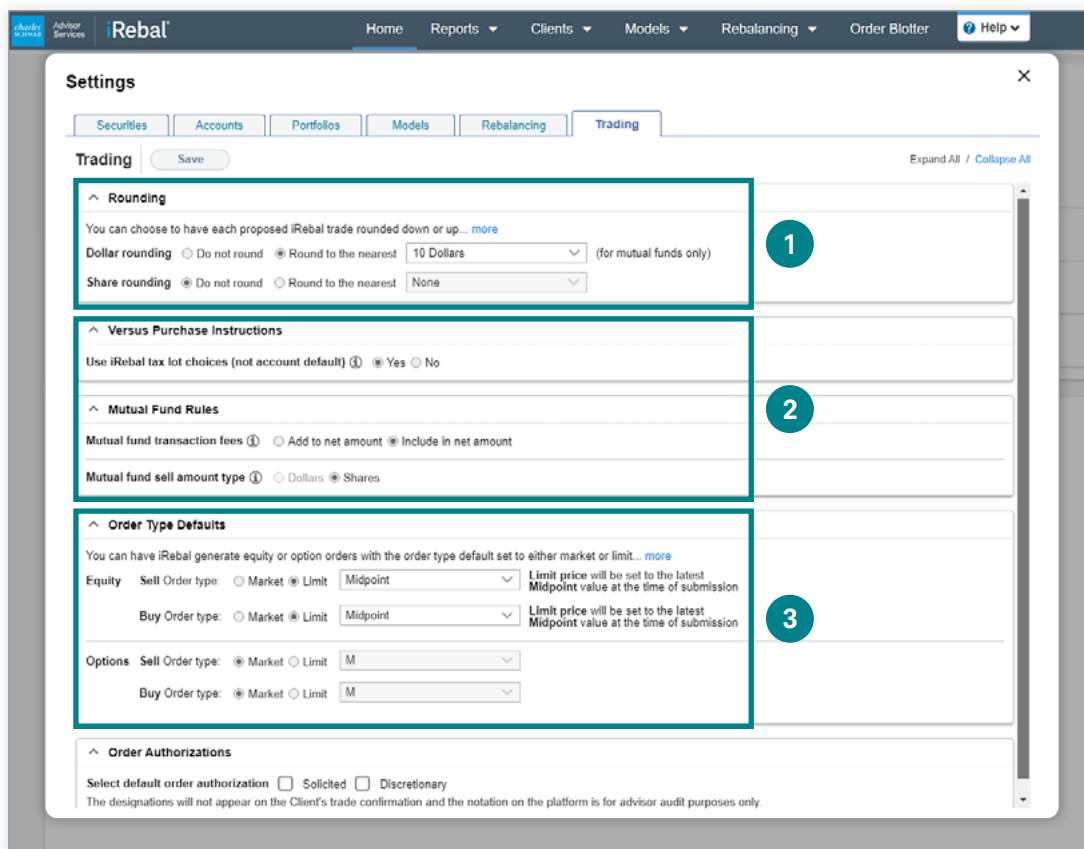 charles SCHWAB Advisor Services iRebal® Home Reports Clients Models Rebalancing Order Blotter ? Help
Settings
Securities Accounts Portfolios Models Rebalancing Trading
Trading Save Expand All / Collapse All
Rounding
You can choose to have each proposed iRebal trade rounded down or up... more
Dollar rounding Do not round Round to the nearest 10 Dollars (for mutual funds only)
1
Share rounding Do not round Round to the nearest None
Versus Purchase Instructions
Use iRebal tax lot choices (not account default) i Yes No
Mutual Fund Rules
2
Mutual fund transaction fees i Add to net amount Include in net amount
Mutual fund sell amount type i Dollars Shares
Order Type Defaults
You can have iRebal generate equity or option orders with the order type default set to either market or limit... more
Equity Sell Order type: Market Limit Midpoint Limit price will be set to the latest
Midpoint value at the time of submission
Buy Order type: Market Limit Midpoint Limit price will be set to the latest
Midpoint value at the time of submission
3
Options Sell Order type: Market Limit M
Buy Order type: Market Limit M
Order Authorizations
Select default order authorization Solicited Discretionary
The designations will not appear on the Client's trade confirmation and the notation on the platform is for advisor audit purposes only.